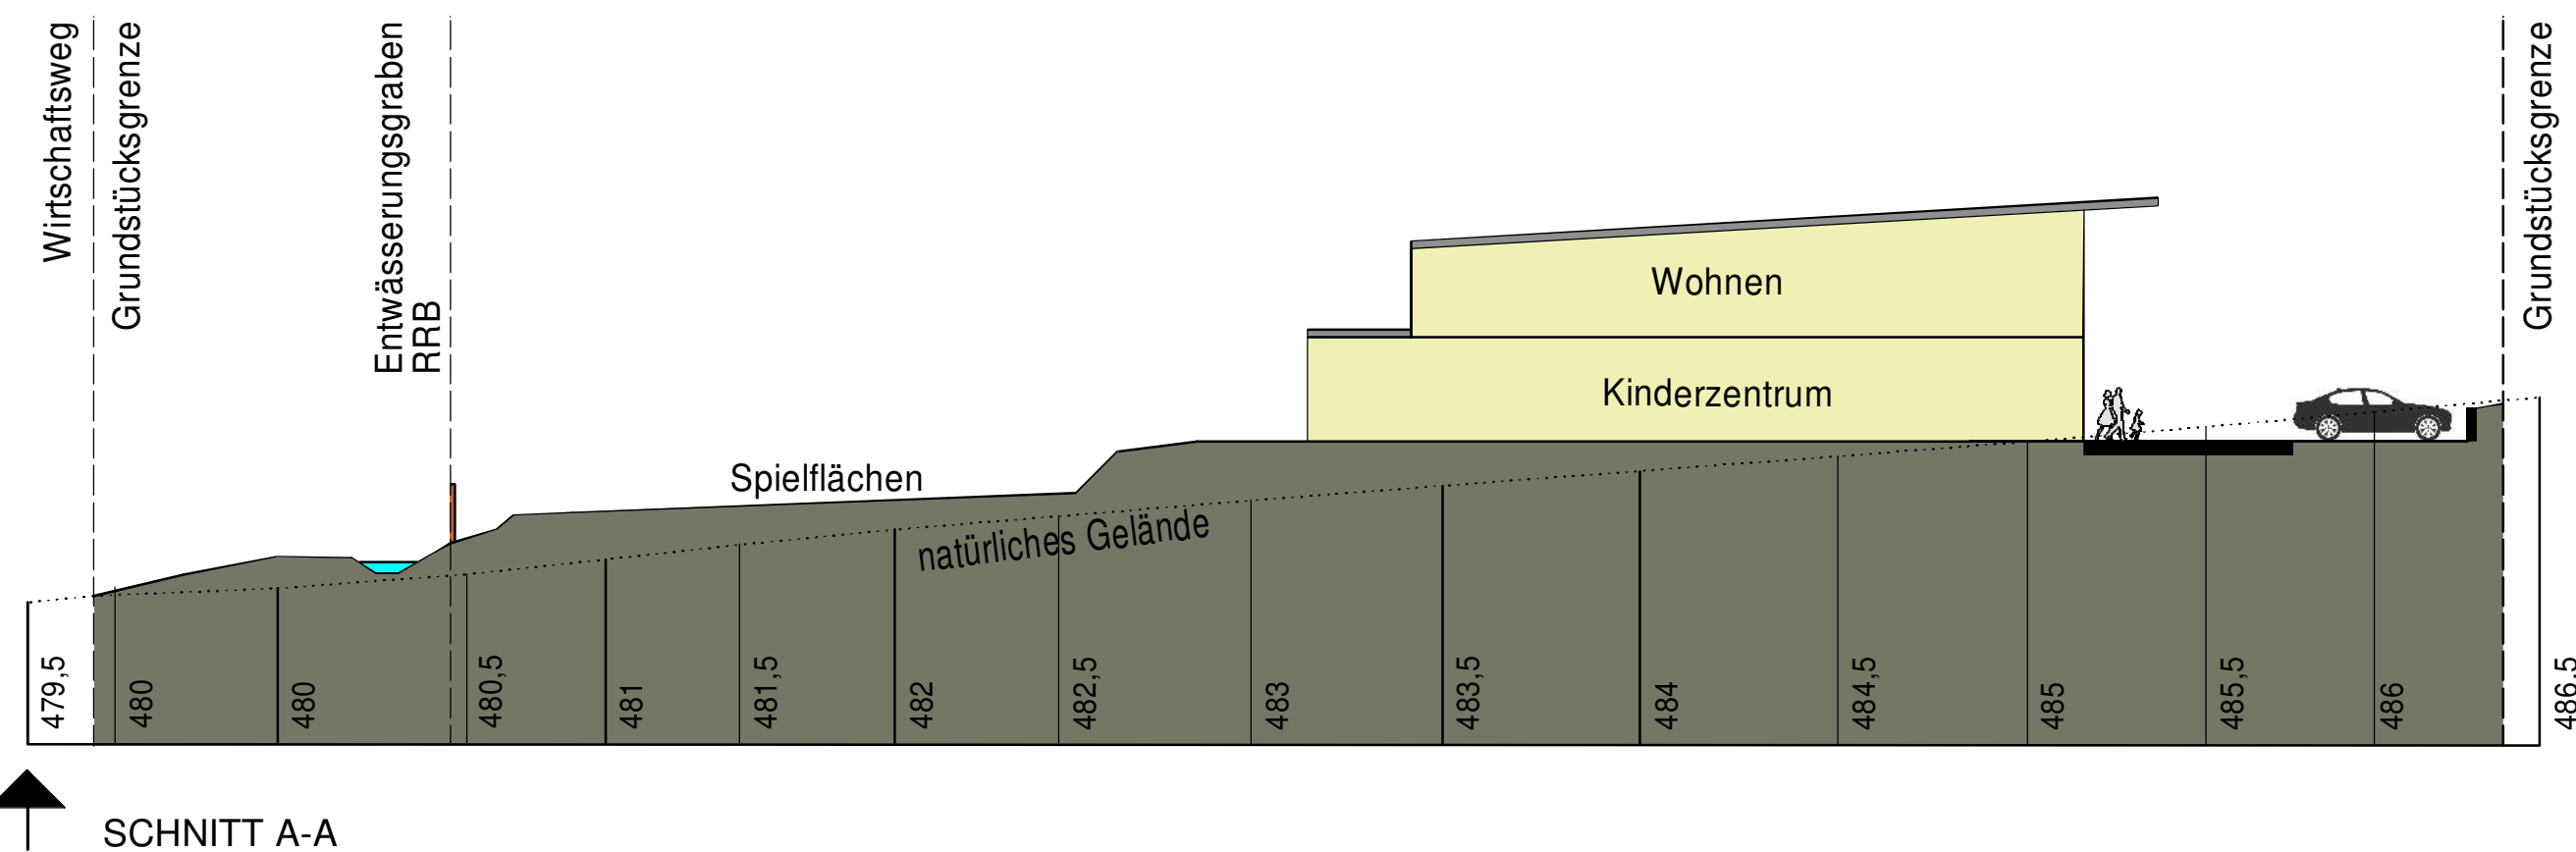 Wirtschaftsweg
Grundstücksgrenze
Entwässerungsgraben
RRB
Grundstücksgrenze
Wohnen
Kinderzentrum
Spielflächen
natürliches Gelände
479,5
480
480
480,5
481
481,5
482
482,5
483
483,5
484
484,5
485
485,5
486
486,5
SCHNITT A-A